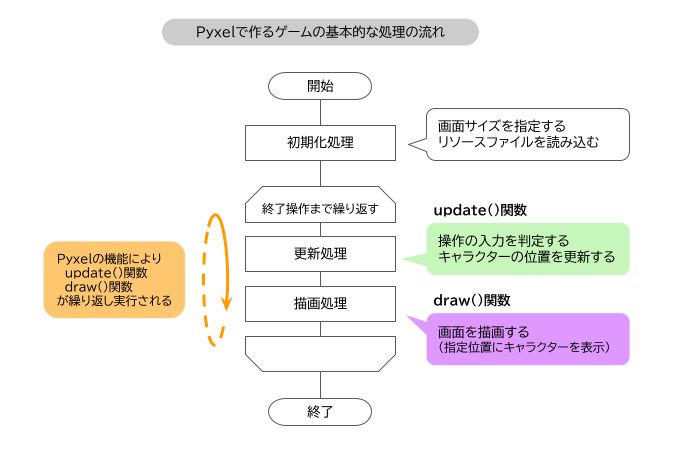 Pyxelで作るゲームの基本的な処理の流れ
開始
初期化処理
画面サイズを指定する
リソースファイルを読み込む
終了操作まで繰り返す
update()関数
更新処理
操作の入力を判定する
キャラクターの位置を更新する
Pyxelの機能により
update()関数
draw()関数
が繰り返し実行される
描画処理
draw()関数
画面を描画する
(指定位置にキャラクターを表示)
終了